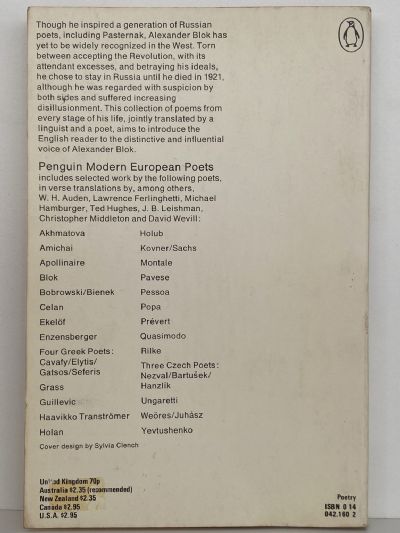 Though he inspired a generation of Russian
poets, including Pasternak, Alexander Blok has
yet to be widely recognized in the West. Torn
between accepting the Revolution, with its
attendant excesses, and betraying his ideals,
he chose to stay in Russia until he died in 1921,
although he was regarded with suspicion by
both sides and suffered increasing
disillusionment. This collection of poems from
every stage of his life, jointly translated by a
linguist and a poet, aims to introduce the
English reader to the distinctive and influential
voice of Alexander Blok.
Penguin Modern European Poets
includes selected work by the following poets,
in verse translations by, among others,
W. H. Auden, Lawrence Ferlinghetti, Michael
Hamburger, Ted Hughes, J. B. Leishman,
Christopher Middleton and David Wevill:
Akhmatova
Amichai
Apollinaire
Blok
Bobrowski/Bienek
Celan
Ekelöf
Enzensberger
Four Greek Poets:
Cavafy/Elytis/
Gatsos/Seferis
Grass
Guillevic
Haavikko Tranströmer
Holan
Holub
Kovner/Sachs
Montale
Pavese
Pessoa
Popa
Prévert
Quasimodo
Rilke
Three Czech Poets:
Nezval/Bartušek/
Hanzlik
Ungaretti
Weöres/Juhász
Yevtushenko
Cover design by Sylvia Clench
United Kingdom 70p
Australia $2.35 (recommended)
New Zealand $2.35
Canada $2.95
U.S.A. $2.95
Poetry
ISBN 0 14
042.160 2